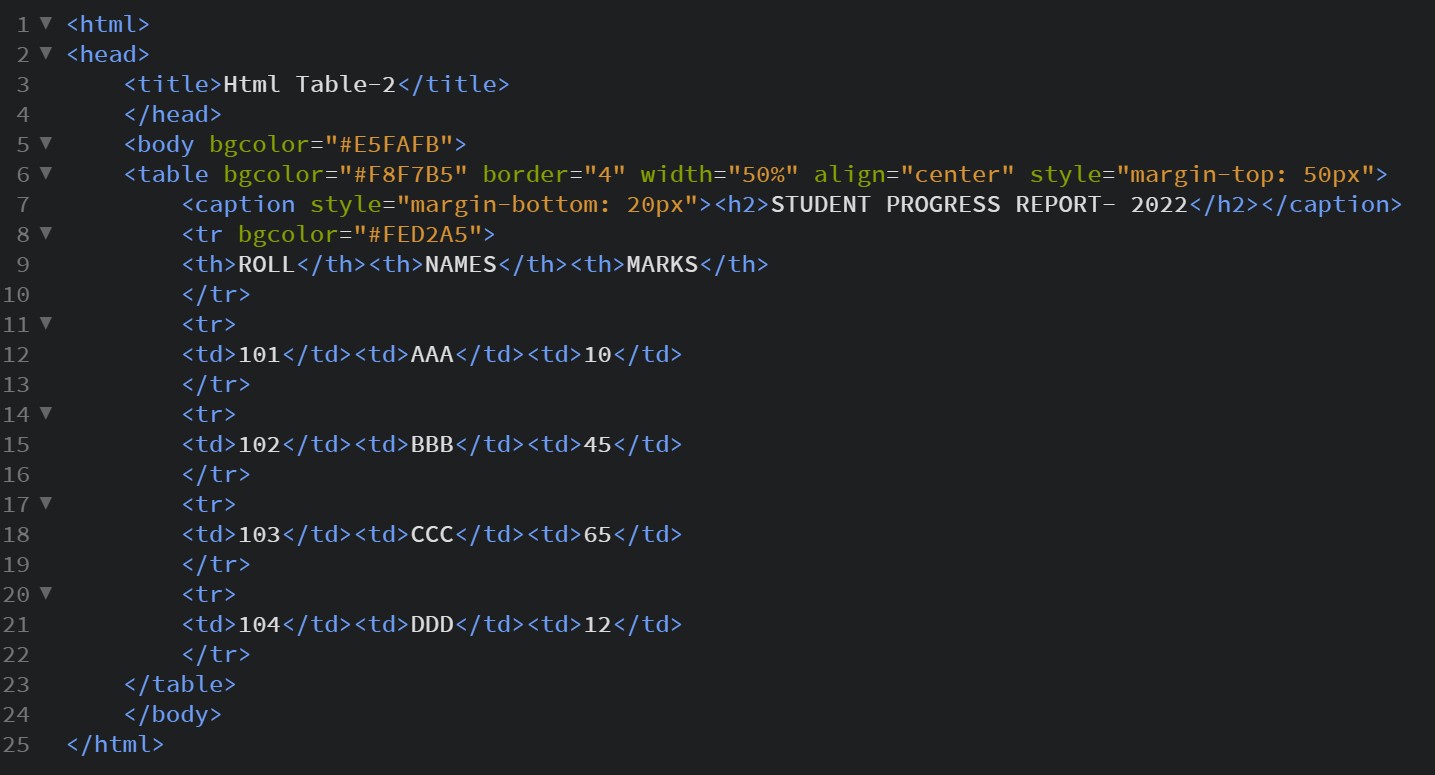 1 ▼ <html>
2 ▼ <head>
3 <title>Html Table-2</title>
4 </head>
5 ▼ <body bgcolor="#E5FAFB">
6 ▼ <table bgcolor="#F8F7B5" border="4" width="50%" align="center" style="margin-top: 50px">
7 <caption style="margin-bottom: 20px"><h2>STUDENT PROGRESS REPORT- 2022</h2></caption>
8 ▼ <tr bgcolor="#FED2A5">
9 <th>ROLL</th><th>NAMES</th><th>MARKS</th>
10 </tr>
11 ▼ <tr>
12 <td>101</td><td>AAA</td><td>10</td>
13 </tr>
14 ▼ <tr>
15 <td>102</td><td>BBB</td><td>45</td>
16 </tr>
17 ▼ <tr>
18 <td>103</td><td>CCC</td><td>65</td>
19 </tr>
20 ▼ <tr>
21 <td>104</td><td>DDD</td><td>12</td>
22 </tr>
23 </table>
24 </body>
25 </html>